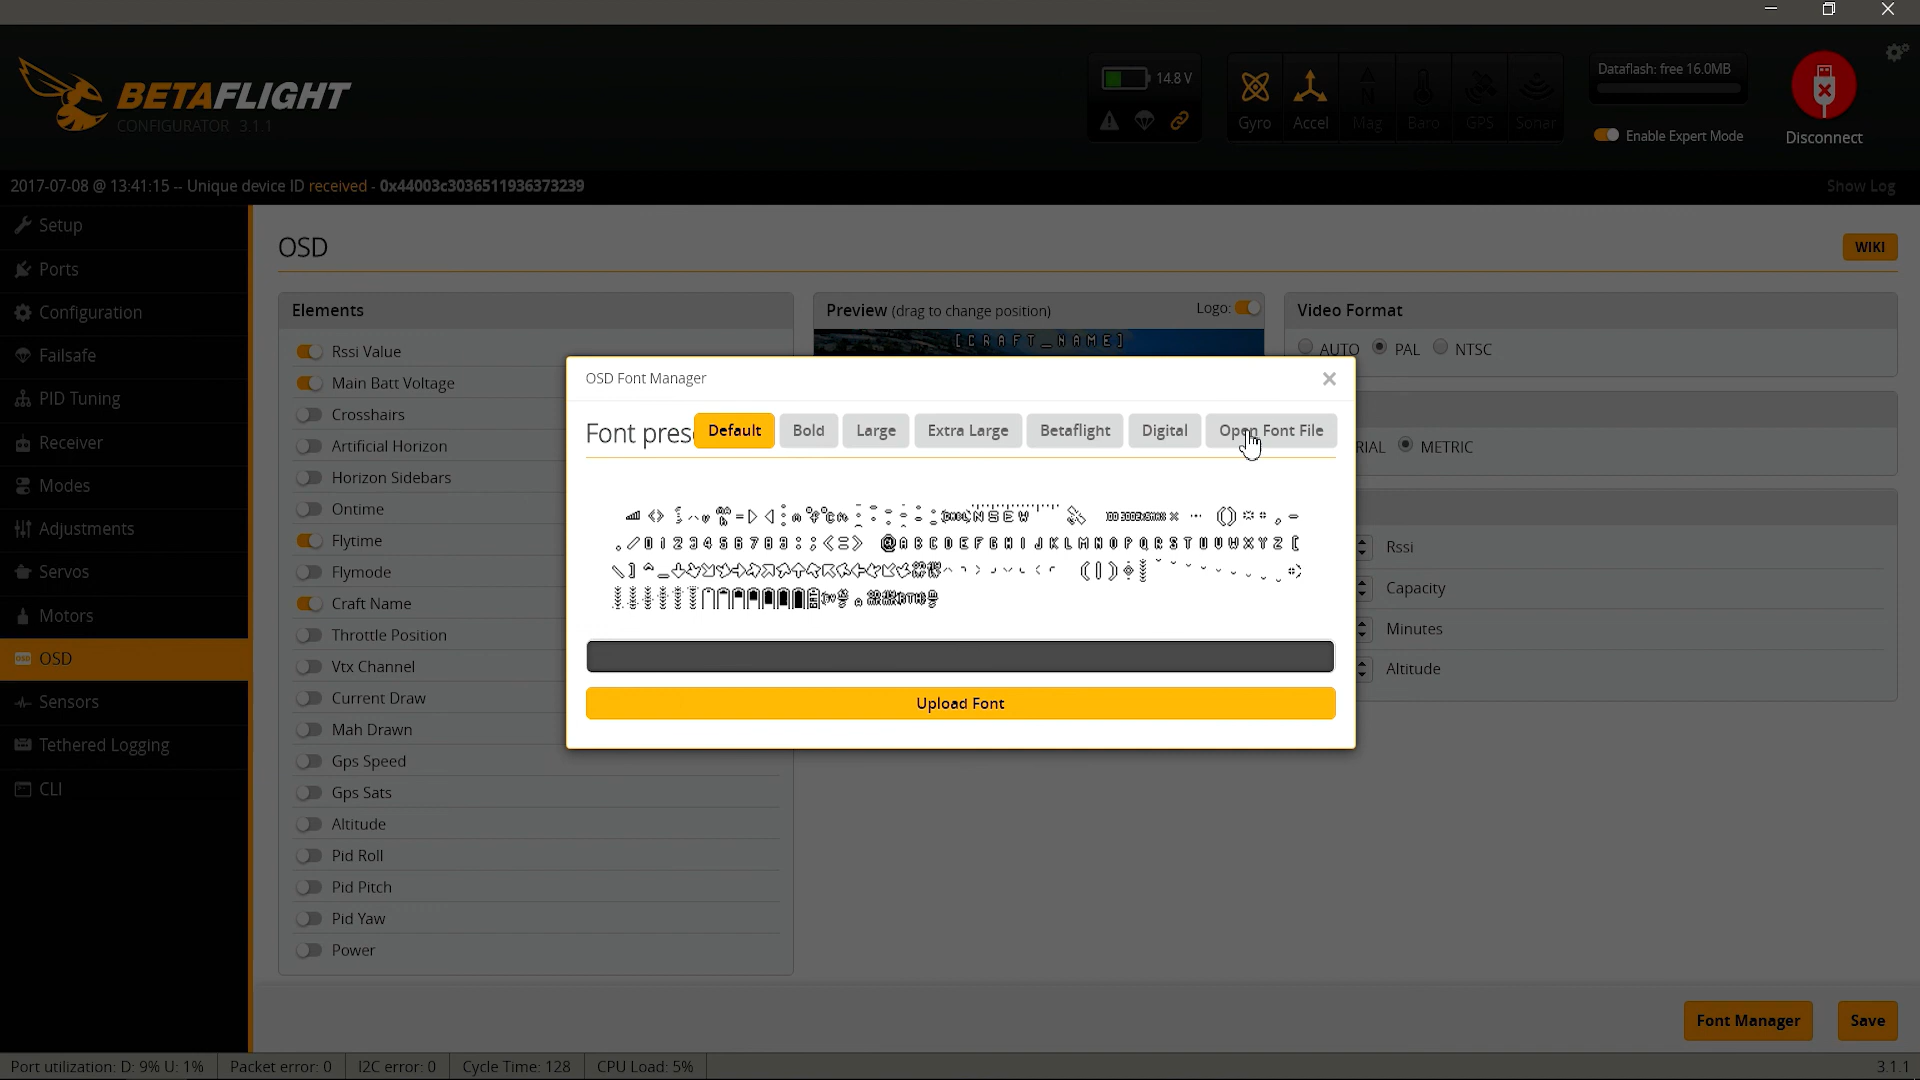 BETAFLIGHT
CONFIGURATOR 3.1.1
14.8 V
Gyro
Accel
Mag
Baro
GPS
Sonar
Dataflash: free 16.0MB
Enable Expert Mode
Disconnect
2017-07-08 @ 13:41:15 -- Unique device ID received - 0x44003c3036511936373239
Show Log
Setup
Ports
Configuration
Failsafe
PID Tuning
Receiver
Modes
Adjustments
Servos
Motors
OSD
Sensors
Tethered Logging
CLI
OSD
WIKI
Elements
Rssi Value
Main Batt Voltage
Crosshairs
Artificial Horizon
Horizon Sidebars
Ontime
Flytime
Flymode
Craft Name
Throttle Position
Vtx Channel
Current Draw
Mah Drawn
Gps Speed
Gps Sats
Altitude
Pid Roll
Pid Pitch
Pid Yaw
Power
Preview (drag to change position)
Logo:
[CRAFT_NAME]
Video Format
AUTO PAL NTSC
RIAL METRIC
Rssi
Capacity
Minutes
Altitude
OSD Font Manager
Font pres
Default
Bold
Large
Extra Large
Betaflight
Digital
Open Font File
0123456789:;<=> @ABCDEFGHIJKLMNOPQRSTUVWXYZ[
Upload Font
Font Manager
Save
Port utilization: D: 9% U: 1%
Packet error: 0
I2C error: 0
Cycle Time: 128
CPU Load: 5%
3.1.1